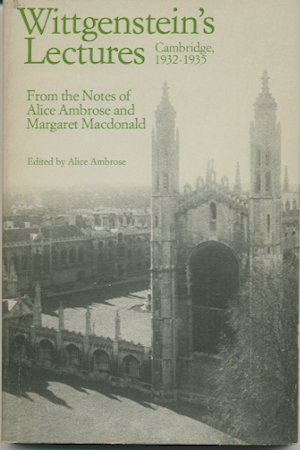 Wittgenstein's
Lectures
Cambridge,
1932-1935
From the Notes of
Alice Ambrose and
Margaret Macdonald
Edited by Alice Ambrose